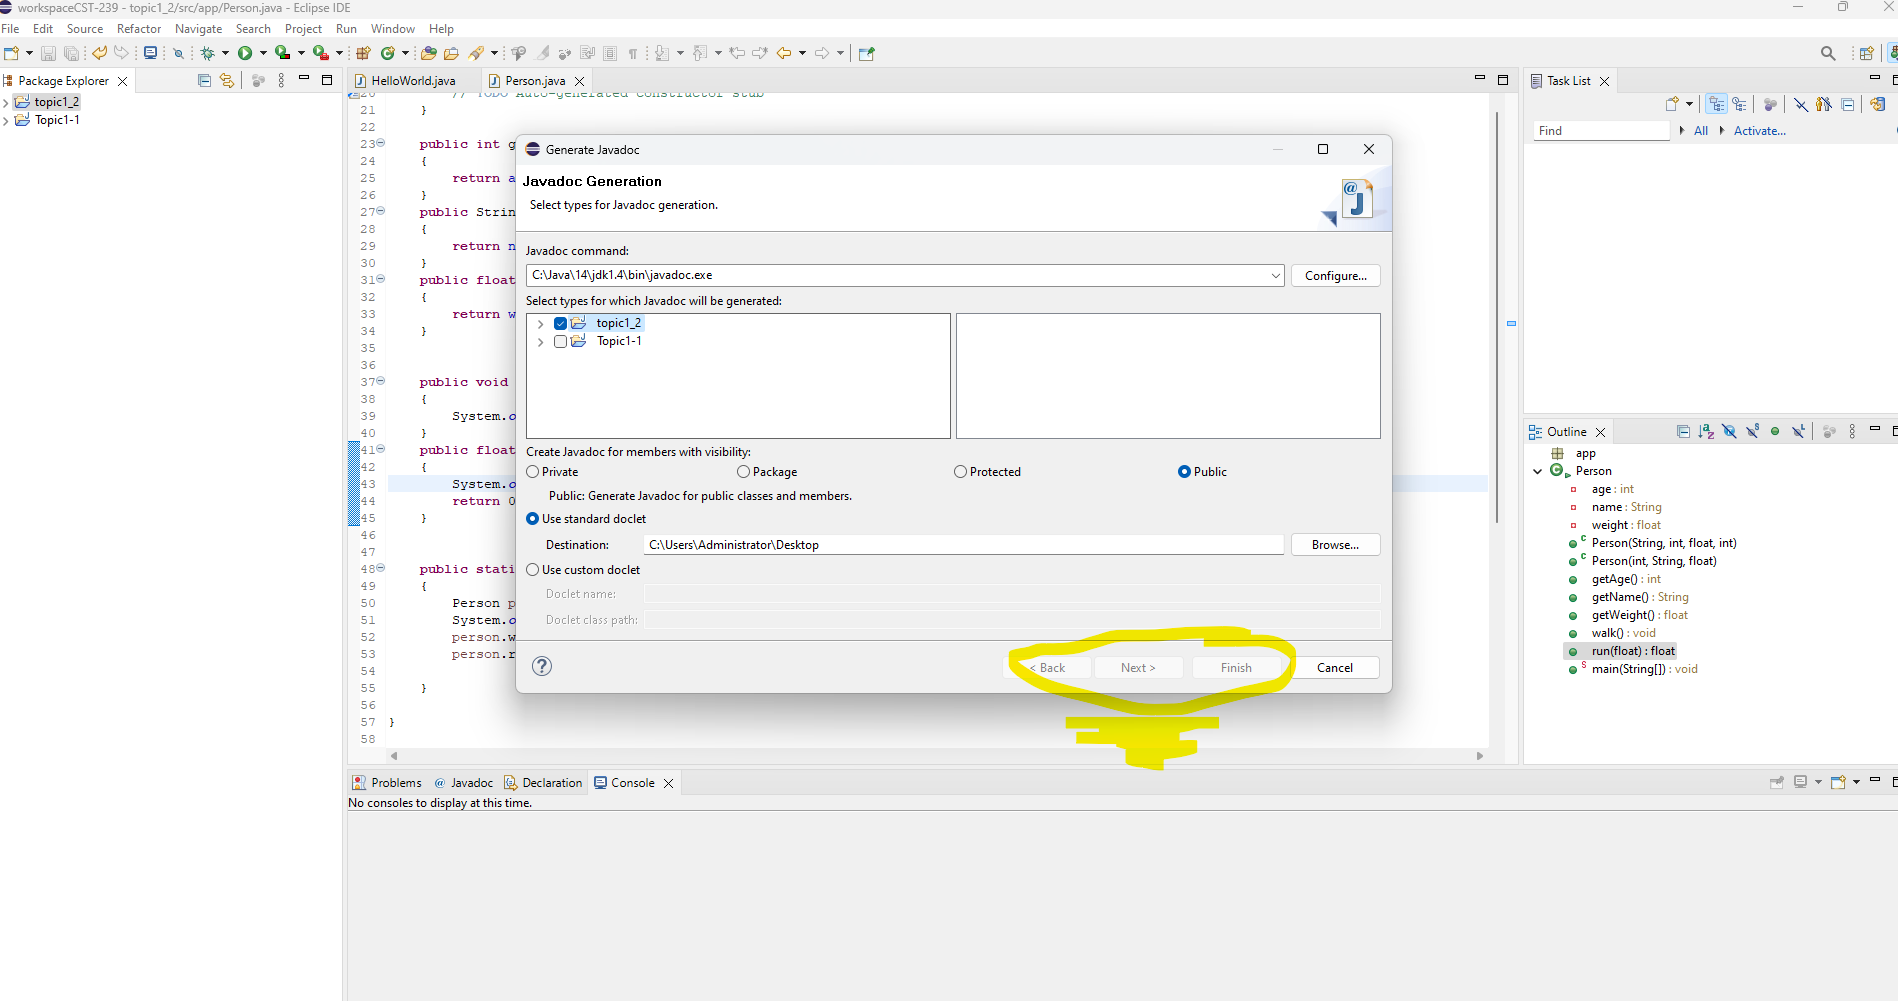 workspaceCST-239 - topic1_2/src/app/Person.java - Eclipse IDE
File Edit Source Refactor Navigate Search Project Run Window Help
Package Explorer
topic1_2
Topic1-1
HelloWorld.java
Person.java
20 // TODO Auto-generated constructor stub
21 }
22
23 public int g
24 {
25 return a
26 }
27 public Strin
28 {
29 return n
30 }
31 public float
32 {
33 return w
34 }
35
36
37 public void
38 {
39 System.o
40 }
41 public float
42 {
43 System.o
44 return 0
45 }
46
47
48 public stati
49 {
50 Person p
51 System.o
52 person.w
53 person.r
54
55 }
56
57 }
58
Generate Javadoc
Javadoc Generation
Select types for Javadoc generation.
Javadoc command:
C:\Java\14\jdk1.4\bin\javadoc.exe
Configure...
Select types for which Javadoc will be generated:
topic1_2
Topic1-1
Create Javadoc for members with visibility:
Private Package Protected Public
Public: Generate Javadoc for public classes and members.
Use standard doclet
Destination: C:\Users\Administrator\Desktop Browse...
Use custom doclet
Doclet name:
Doclet class path:
< Back Next > Finish Cancel
Task List
Find All Activate...
Outline
app
Person
age : int
name : String
weight : float
Person(String, int, float, int)
Person(int, String, float)
getAge() : int
getName() : String
getWeight() : float
walk() : void
run(float) : float
main(String[]) : void
Problems Javadoc Declaration Console
No consoles to display at this time.